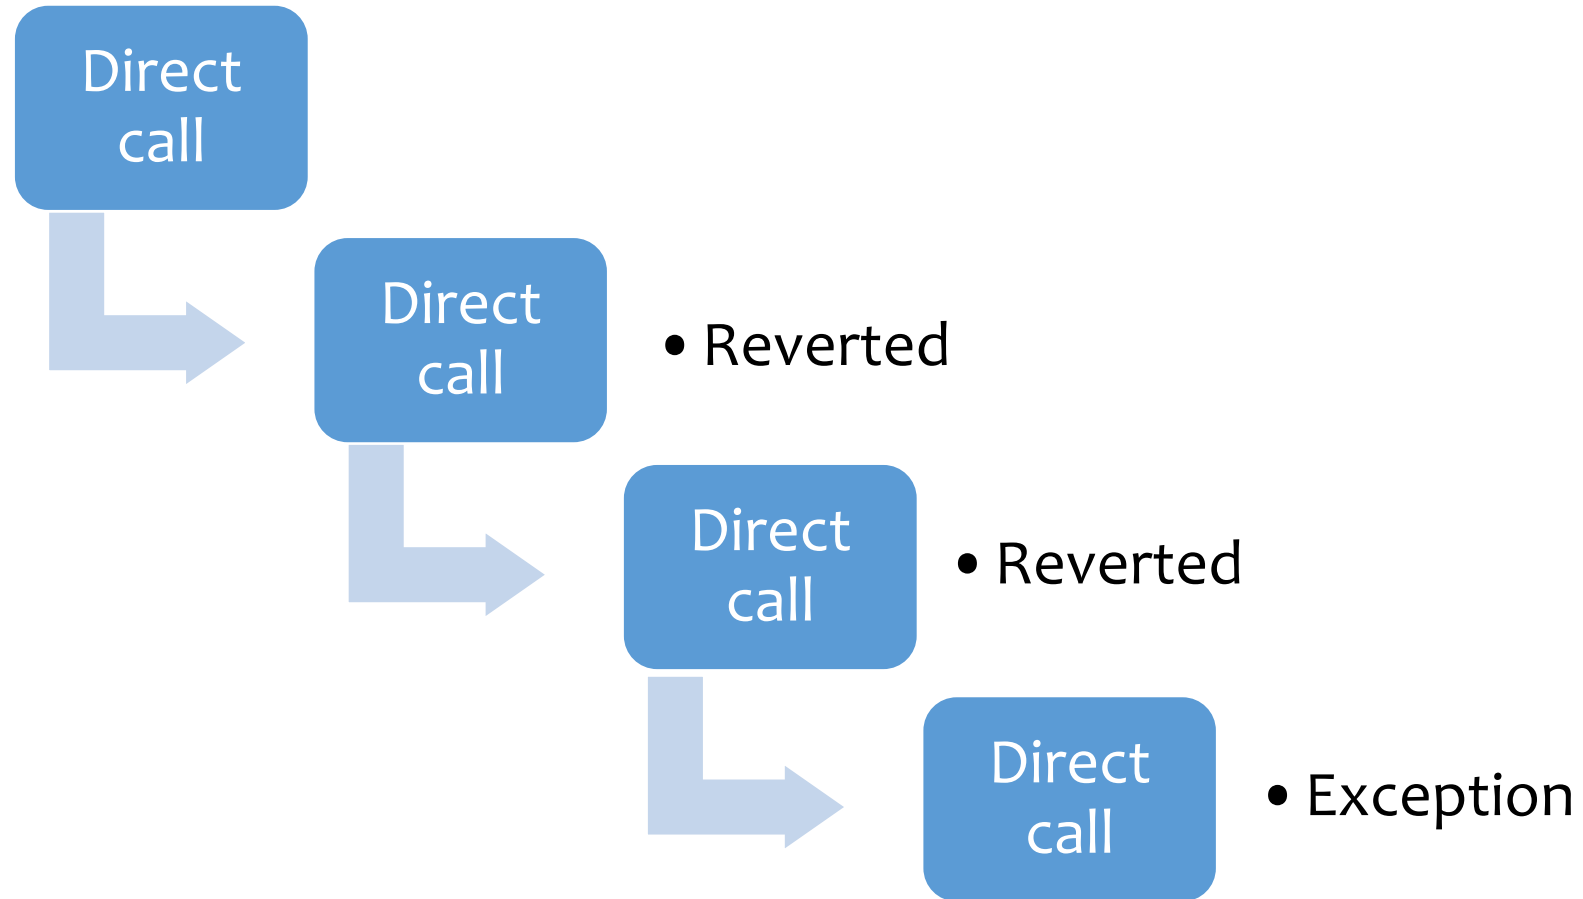 Direct
call
Direct
call
• Reverted
Direct
call
• Reverted
Direct
call
• Exception